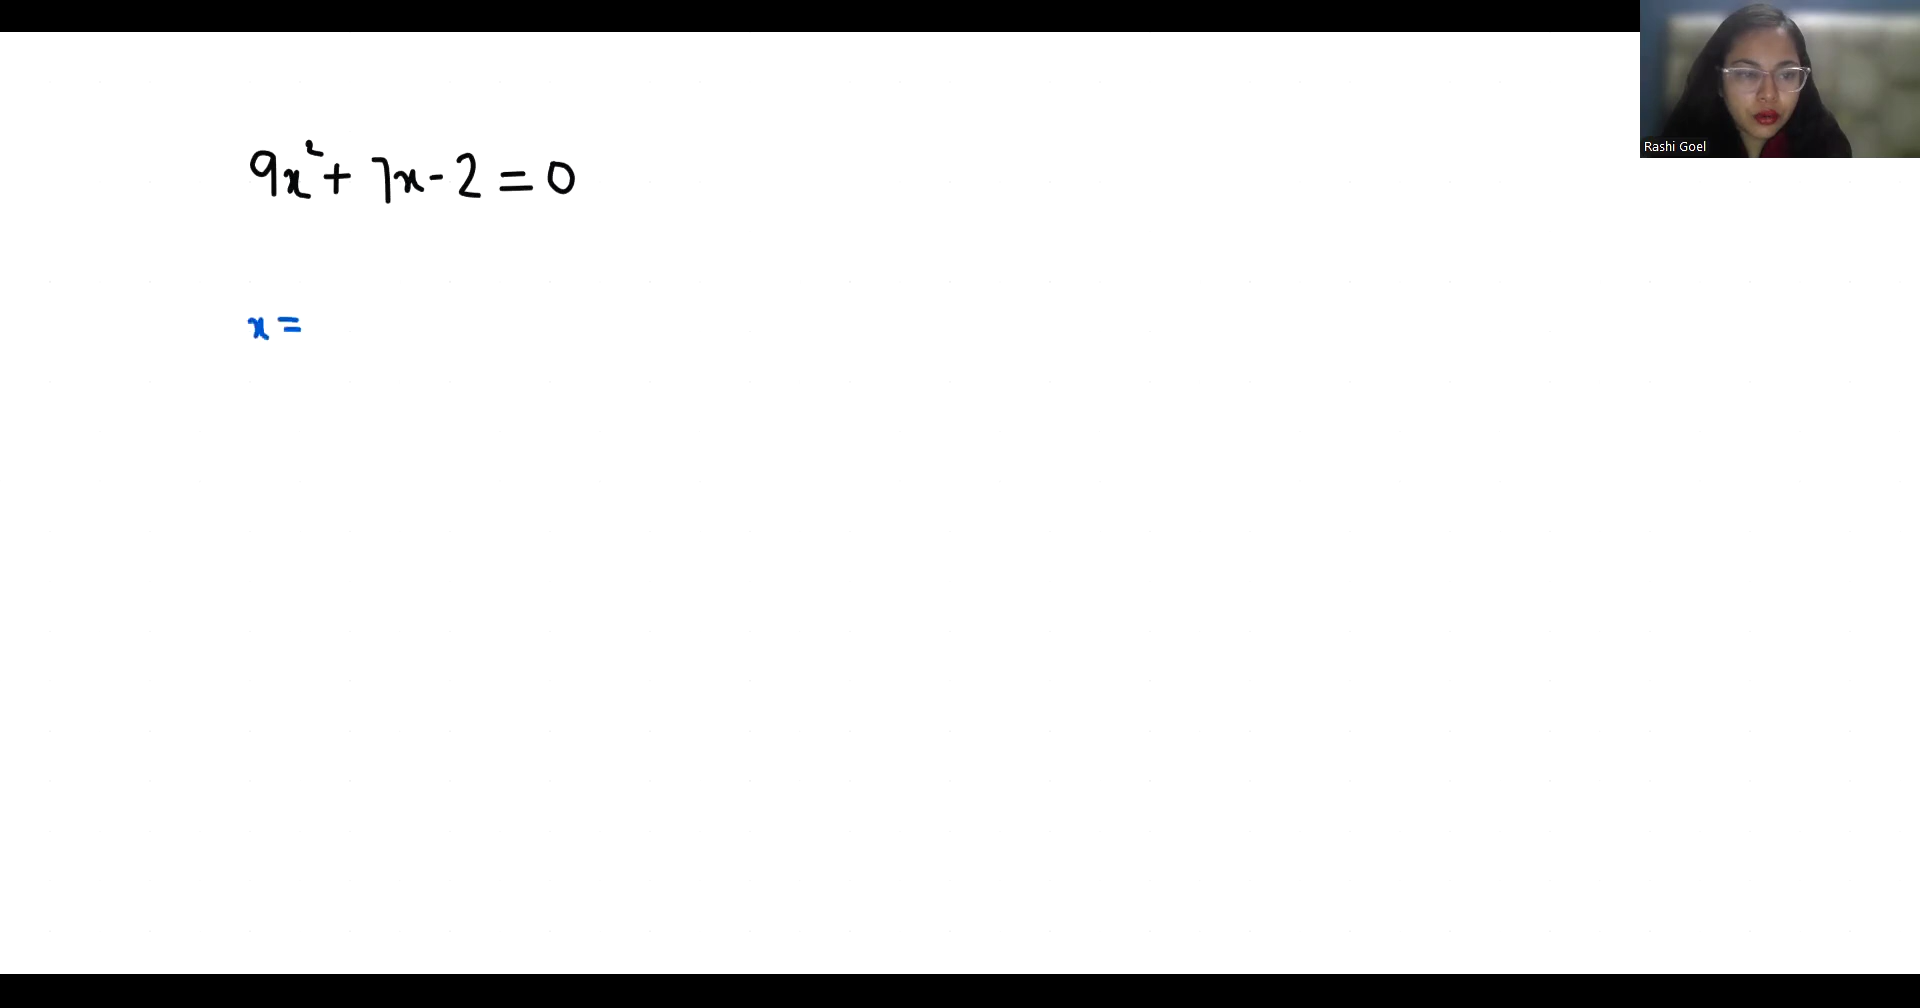 Rashi Goel
9x² + 7x - 2 = 0
x =